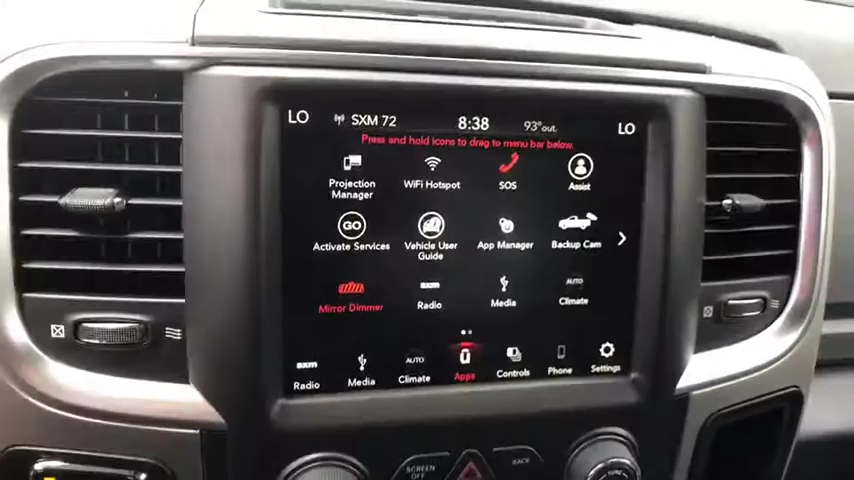 LO SXM 72 8:38 93° out. LO
Press and hold icons to drag to menu bar below.
Projection Manager
WiFi Hotspot
SOS
Assist
GO
Activate Services
Vehicle User Guide
App Manager
Backup Cam
Mirror Dimmer
sxm
Radio
Media
AUTO
Climate
sxm
Radio
Media
AUTO
Climate
Apps
Controls
Phone
Settings
SCREEN OFF
BACK
TUNE